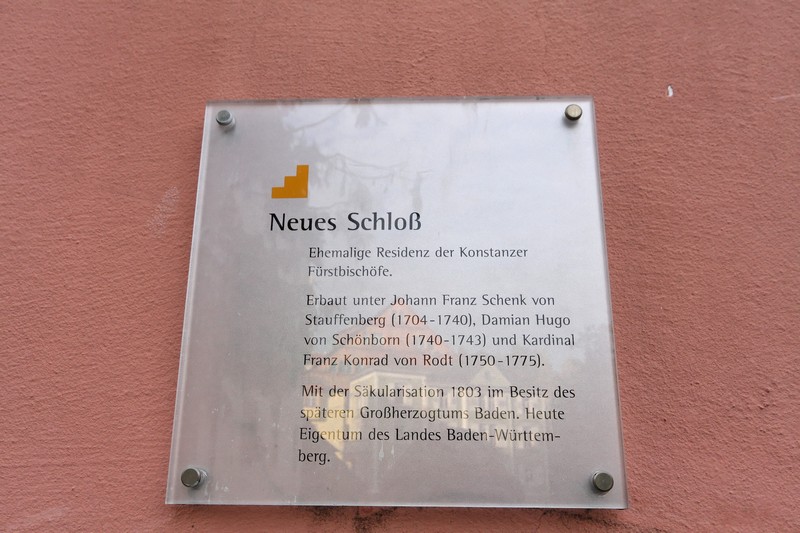 Neues Schloß
Ehemalige Residenz der Konstanzer
Fürstbischöfe.
Erbaut unter Johann Franz Schenk von
Stauffenberg (1704-1740), Damian Hugo
von Schönborn (1740-1743) und Kardinal
Franz Konrad von Rodt (1750-1775).
Mit der Säkularisation 1803 im Besitz des
späteren Großherzogtums Baden. Heute
Eigentum des Landes Baden-Württem-
berg.